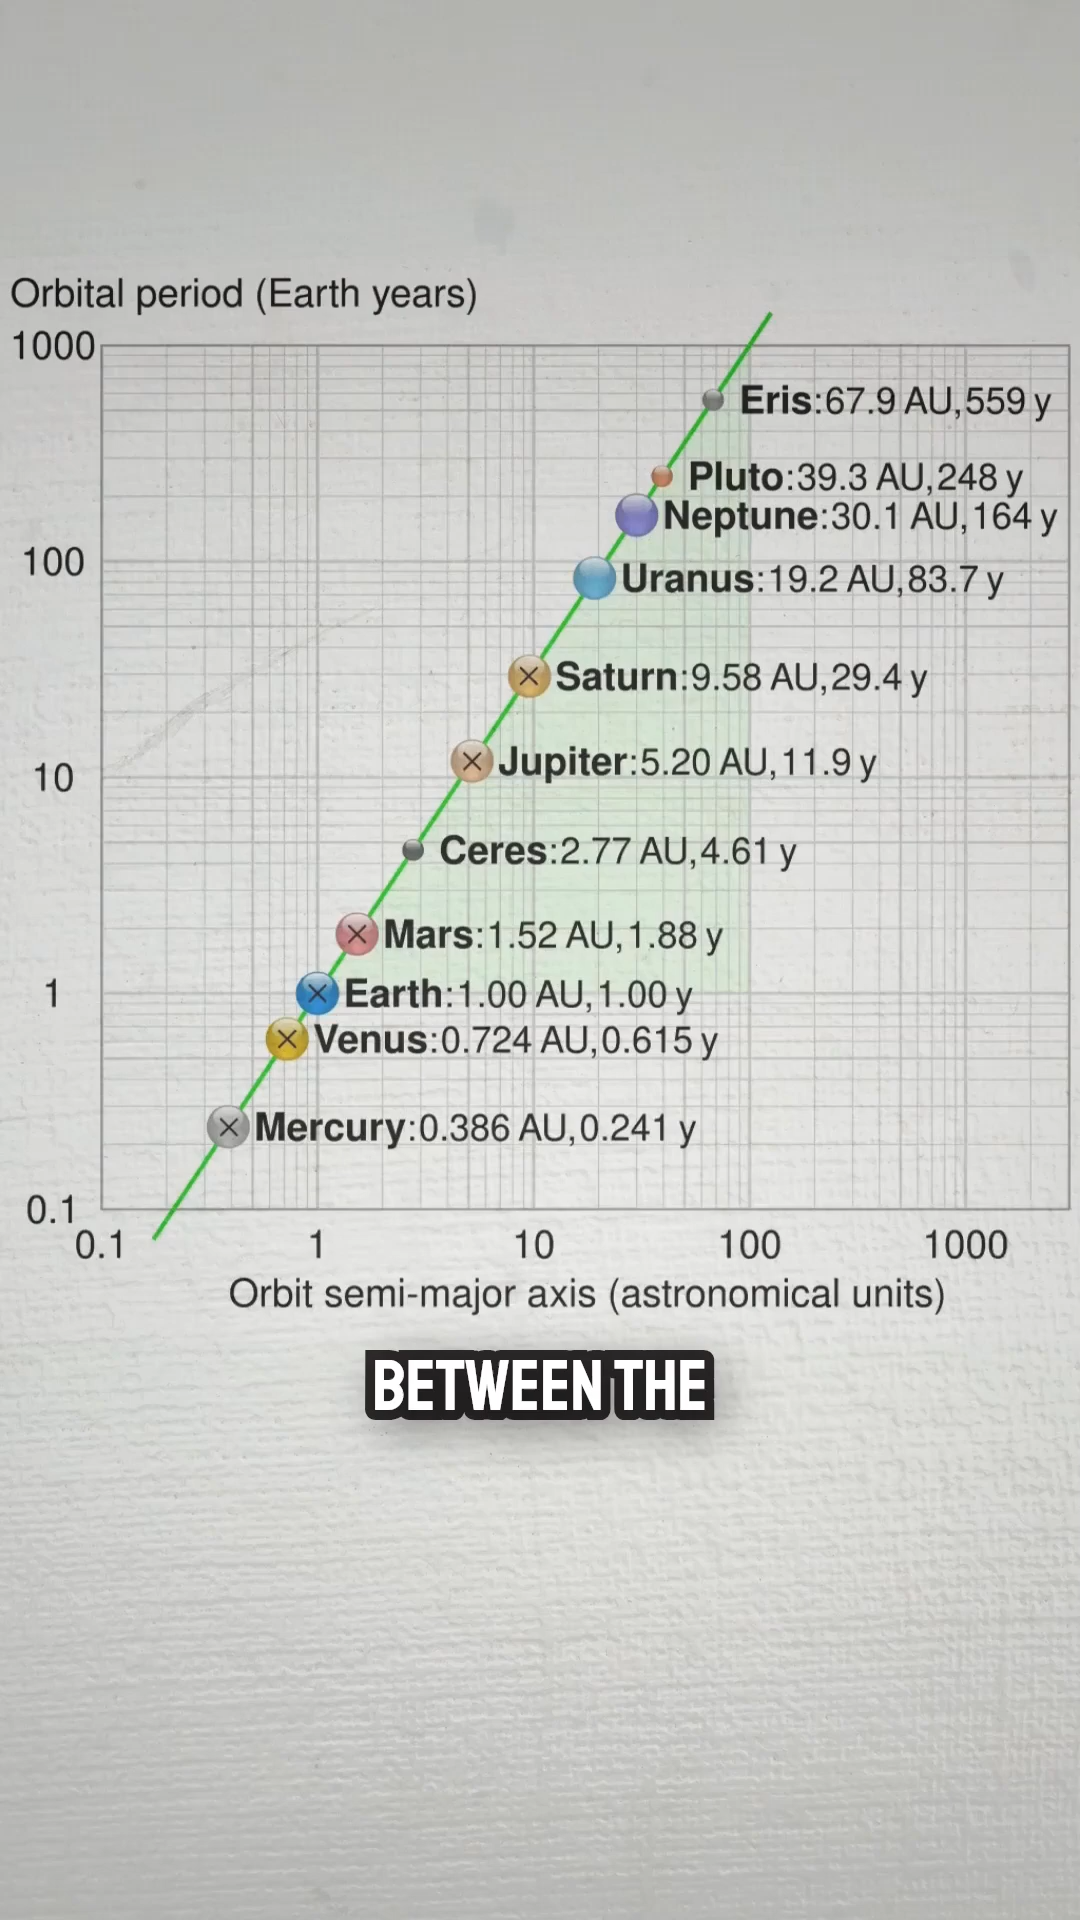 Orbital period (Earth years)
1000
Eris:67.9 AU,559 y
Pluto:39.3 AU,248 y
Neptune:30.1 AU,164 y
100
Uranus:19.2 AU,83.7 y
Saturn:9.58 AU,29.4 y
10
Jupiter:5.20 AU,11.9 y
Ceres:2.77 AU,4.61 y
Mars:1.52 AU,1.88 y
1
Earth:1.00 AU,1.00 y
Venus:0.724 AU,0.615 y
Mercury:0.386 AU,0.241 y
0.1
0.1 1 10 100 1000
Orbit semi-major axis (astronomical units)
BETWEEN THE